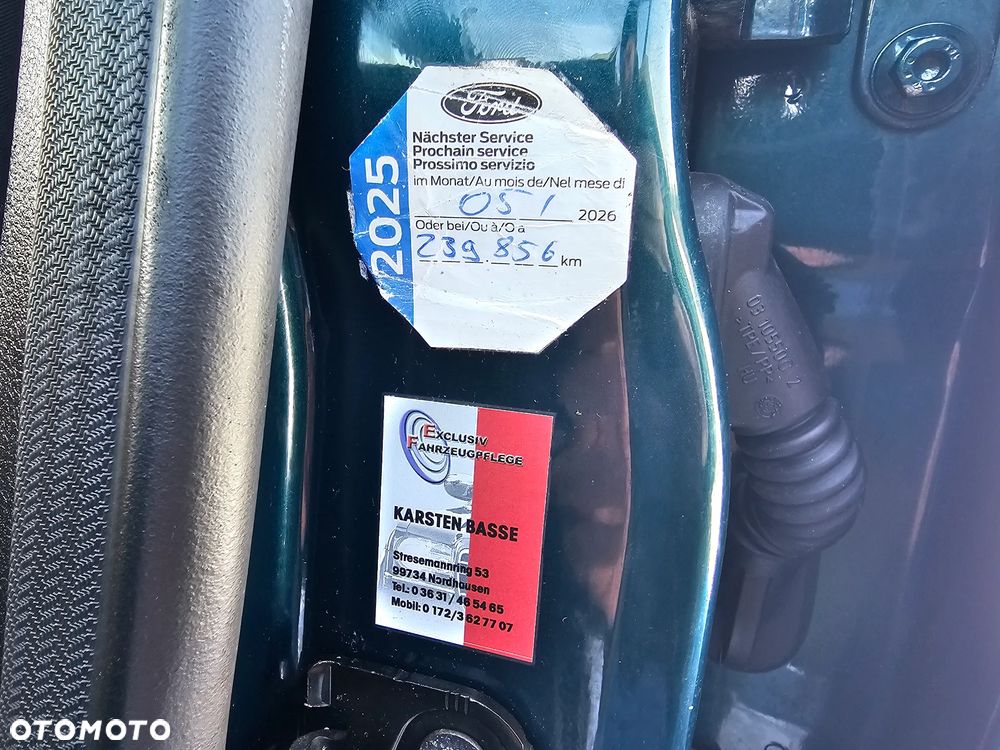 Ford
Nächster Service
Prochain service
Prossimo servizio
im Monat/Au mois de/Nel mese di
05 / 2026
Oder bei/Ou à/O a
239.856 km
2025
EXCLUSIV
FAHRZEUGPFLEGE
KARSTEN BASSE
Stresemannring 53
99734 Nordhausen
Tel.: 0 36 31 / 46 54 65
Mobil: 0 172/3 62 77 07
OTOMOTO